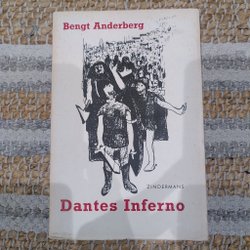 Bengt Anderberg
ZINDERMANS
Dantes Inferno